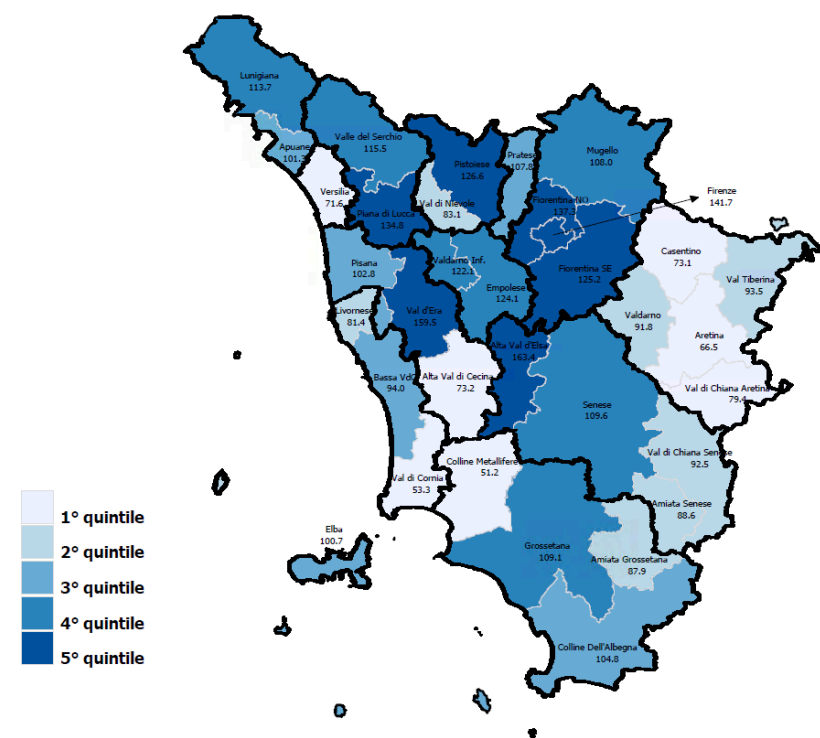 Lunigiana
113.7
Apuane
101.3
Valle del Serchio
115.5
Versilia
71.6
Piana di Lucca
134.8
Pistoiese
126.6
Val di Nievole
83.1
Pratese
107.8
Mugello
108.0
Fiorentina NO
137.3
Firenze
141.7
Fiorentina SE
125.2
Casentino
73.1
Val Tiberina
93.5
Valdarno
91.8
Aretina
66.5
Val di Chiana Aretina
79.4
Pisana
102.8
Valdarno Inf.
122.1
Empolese
124.1
Livornese
81.4
Val d'Era
159.5
Alta Val d'Elsa
163.4
Bassa VdC
94.0
Alta Val di Cecina
73.2
Senese
109.6
Val di Chiana Senese
92.5
Amiata Senese
88.6
Colline Metallifere
51.2
Val di Cornia
53.3
Elba
100.7
Grossetana
109.1
Amiata Grossetana
87.9
Colline Dell'Albegna
104.8
1° quintile
2° quintile
3° quintile
4° quintile
5° quintile